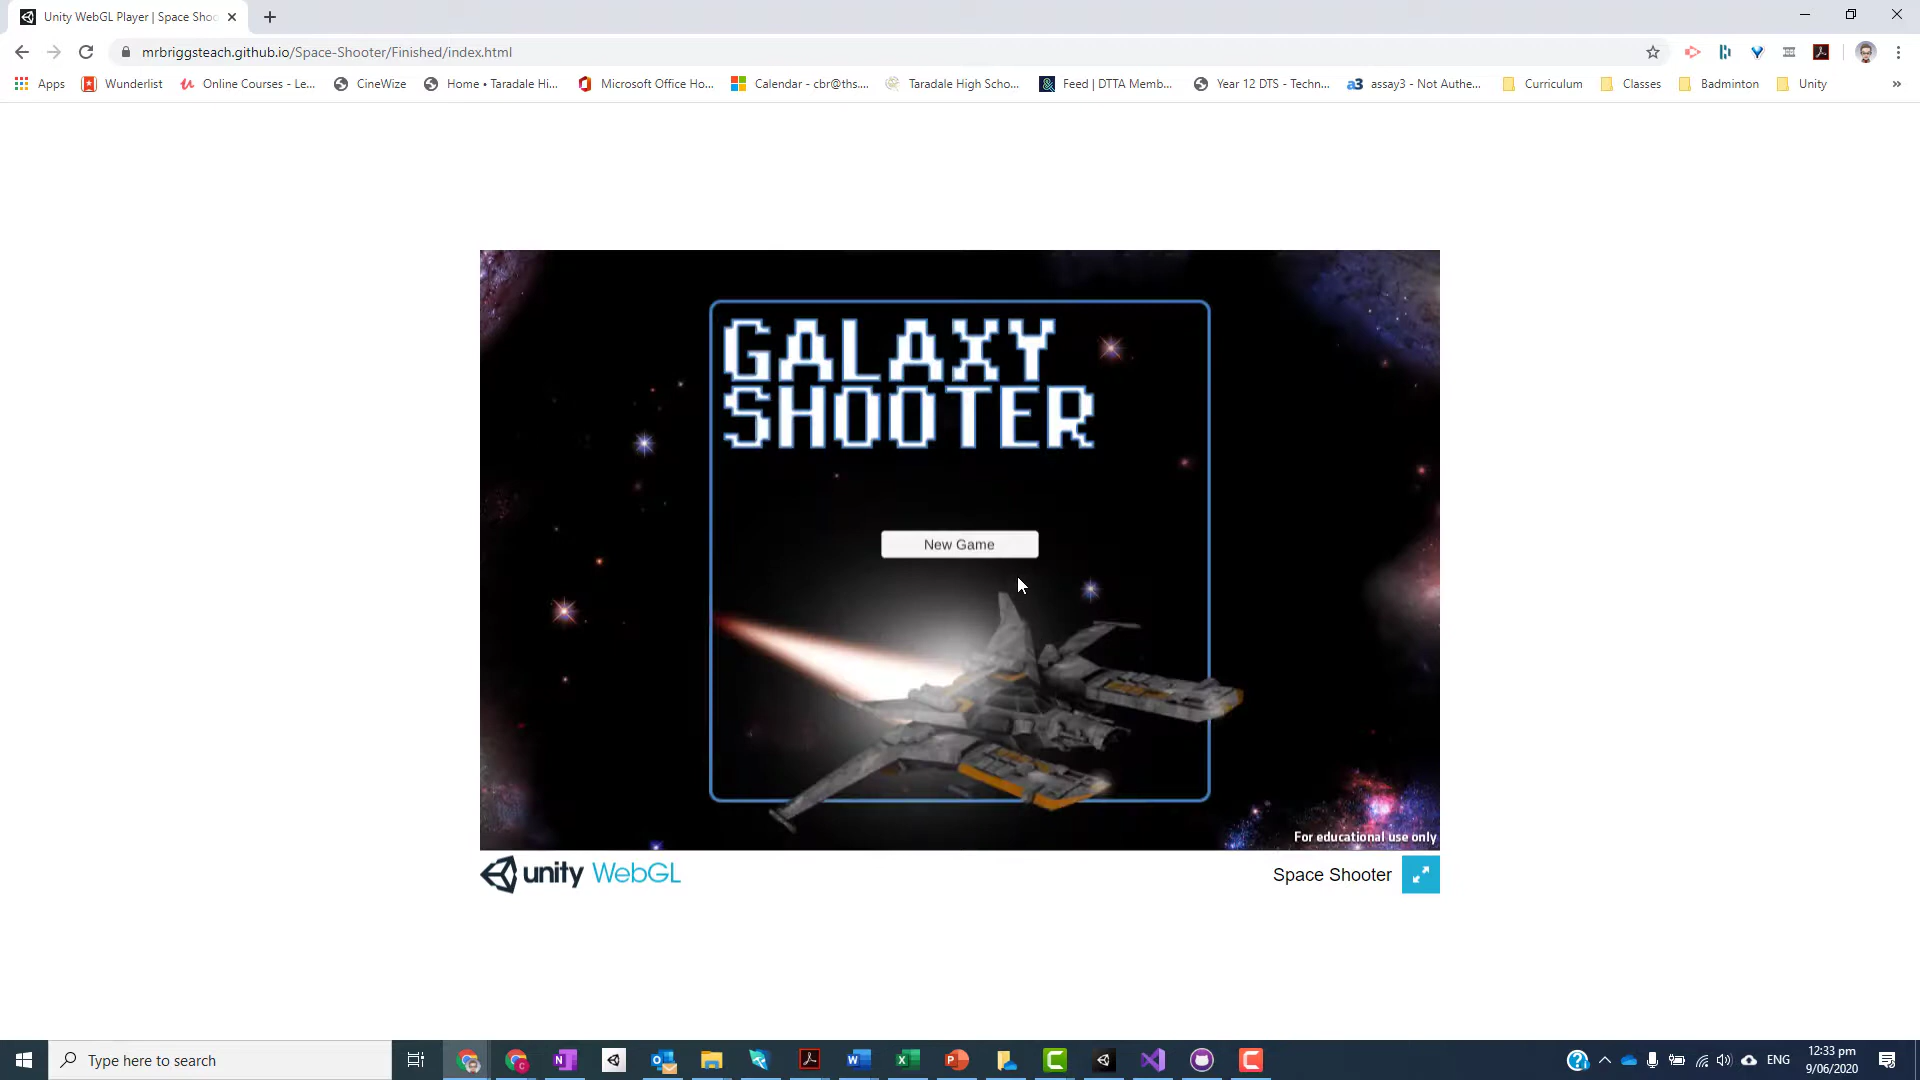 Unity WebGL Player | Space Shoo
mrbriggsteach.github.io/Space-Shooter/Finished/index.html
Apps
Wunderlist
Online Courses - Le...
CineWize
Home • Taradale Hi...
Microsoft Office Ho...
Calendar - cbr@ths....
Taradale High Scho...
Feed | DTTA Memb...
Year 12 DTS - Techn...
a3 assay3 - Not Authe...
Curriculum
Classes
Badminton
Unity
»
GALAXY
SHOOTER
New Game
For educational use only
unity WebGL
Space Shooter
Type here to search
ENG
12:33 pm
9/06/2020